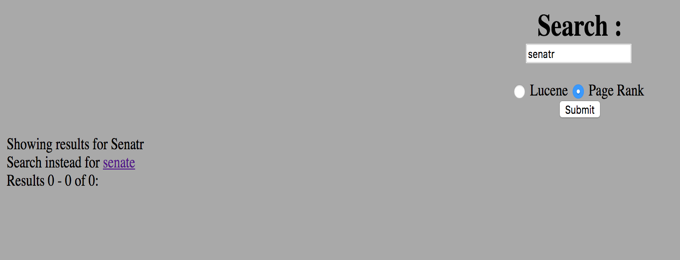 Search :
senatr
Lucene Page Rank
Submit
Showing results for Senatr
Search instead for senate
Results 0 - 0 of 0: